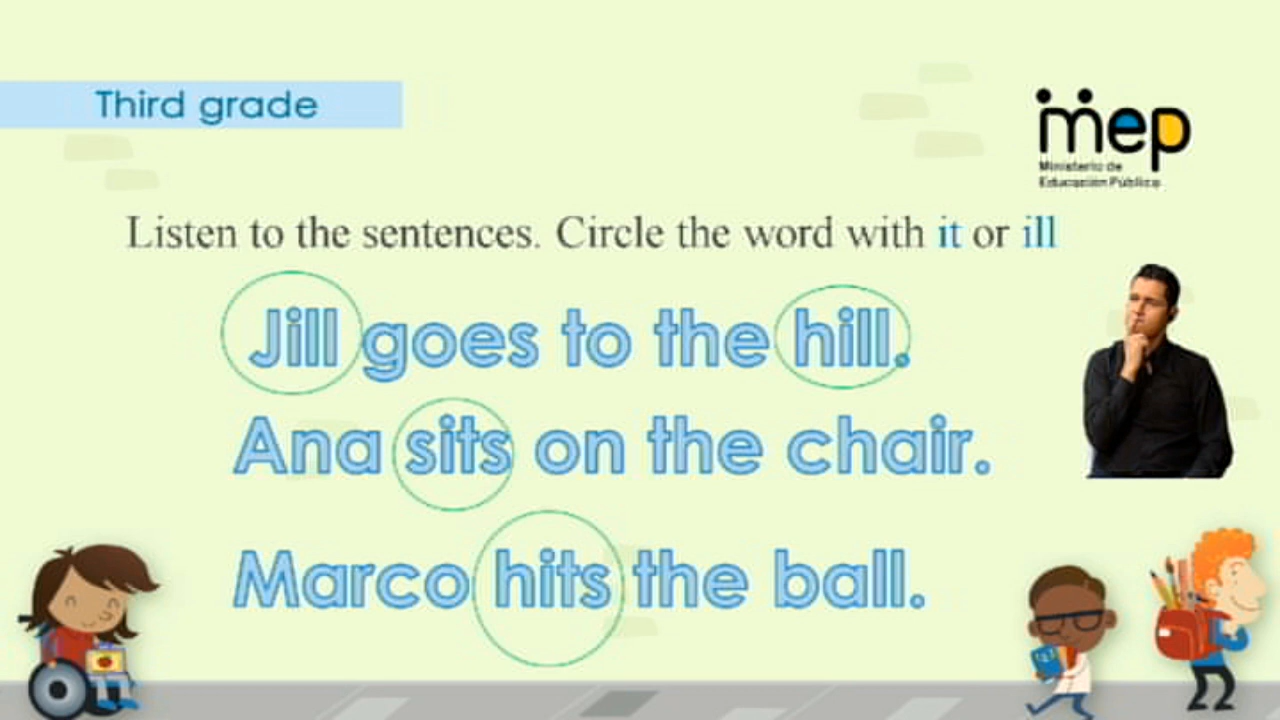 Third grade
mep
Ministerio de
Educación Pública
Listen to the sentences. Circle the word with it or ill
Jill goes to the hill.
Ana sits on the chair.
Marco hits the ball.